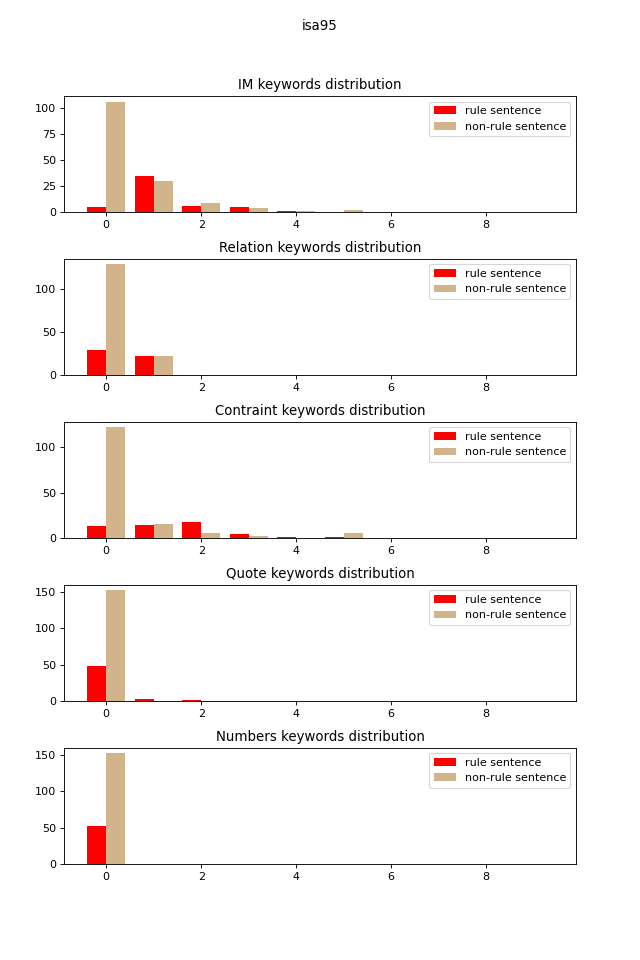 isa95
IM keywords distribution
100
75
50
25
0
rule sentence
non-rule sentence
0 2 4 6 8
Relation keywords distribution
100
50
0
rule sentence
non-rule sentence
0 2 4 6 8
Contraint keywords distribution
100
50
0
rule sentence
non-rule sentence
0 2 4 6 8
Quote keywords distribution
150
100
50
0
rule sentence
non-rule sentence
0 2 4 6 8
Numbers keywords distribution
150
100
50
0
rule sentence
non-rule sentence
0 2 4 6 8